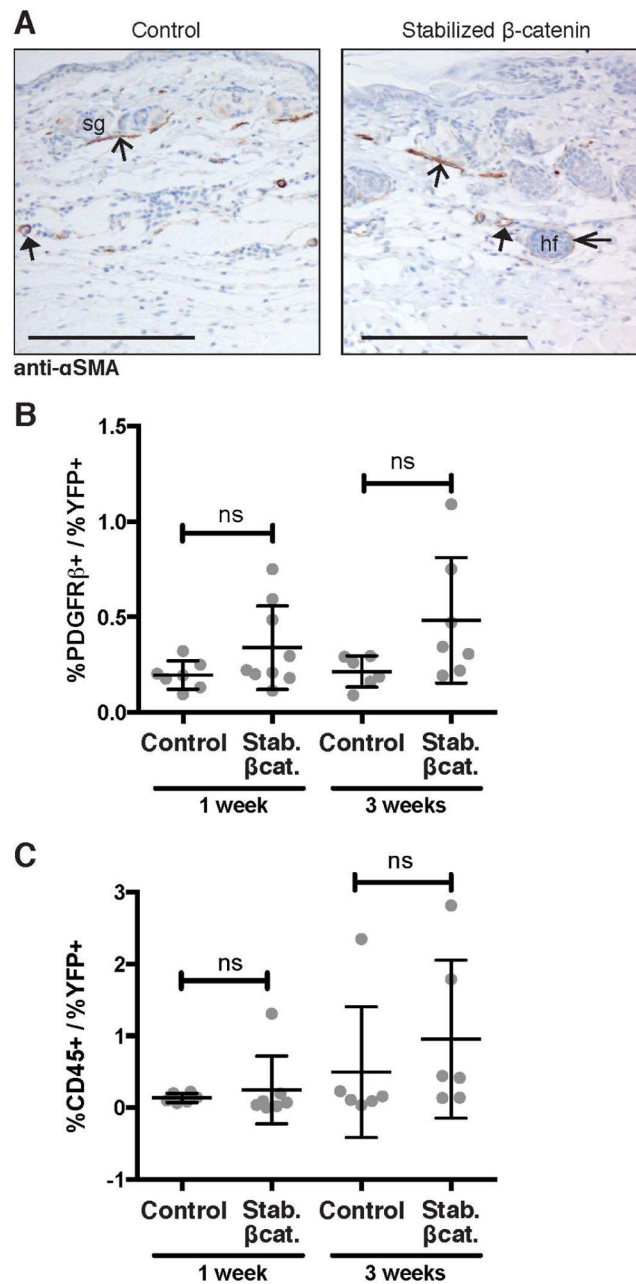 A
Control
Stabilized β-catenin
sg
hf
anti-αSMA
B
%PDGFRβ+ / %YFP+
1.5
1.0
0.5
0.0
ns
ns
Control
Stab.
βcat.
Control
Stab.
βcat.
1 week
3 weeks
C
%CD45+ / %YFP+
3
2
1
0
-1
ns
ns
Control
Stab.
βcat.
Control
Stab.
βcat.
1 week
3 weeks